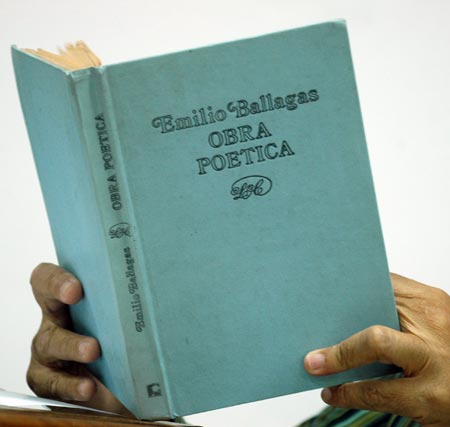 Emilio Ballagas
OBRA
POETICA
OBRA POETICA
Emilio Ballagas